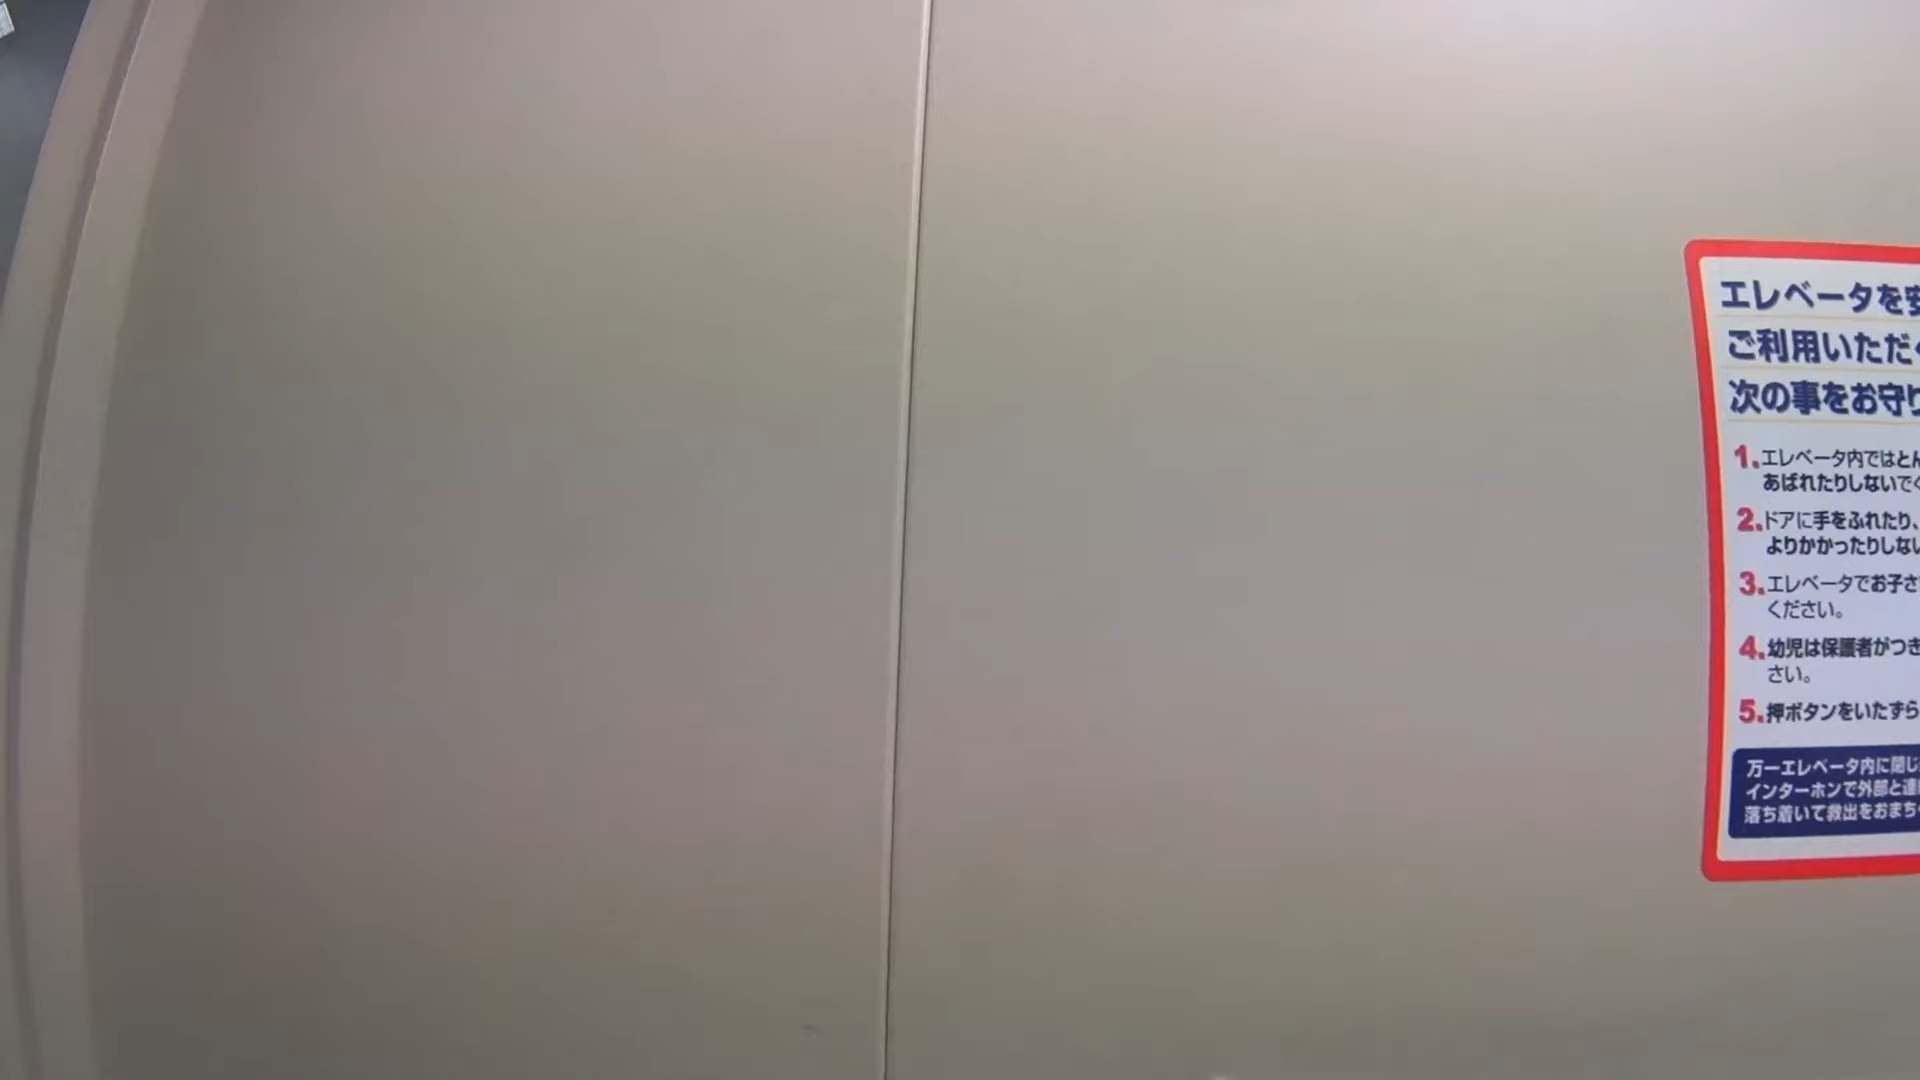 エレベータを安
ご利用いただく
次の事をお守り
1.エレベータ内ではとん
あばれたりしないでく
2.ドアに手をふれたり、
よりかかったりしない
3.エレベータでお子さ
ください。
4.幼児は保護者がつき
さい。
5.押ボタンをいたずら
万一エレベータ内に閉じ
インターホンで外部と連
落ち着いて救出をおまち